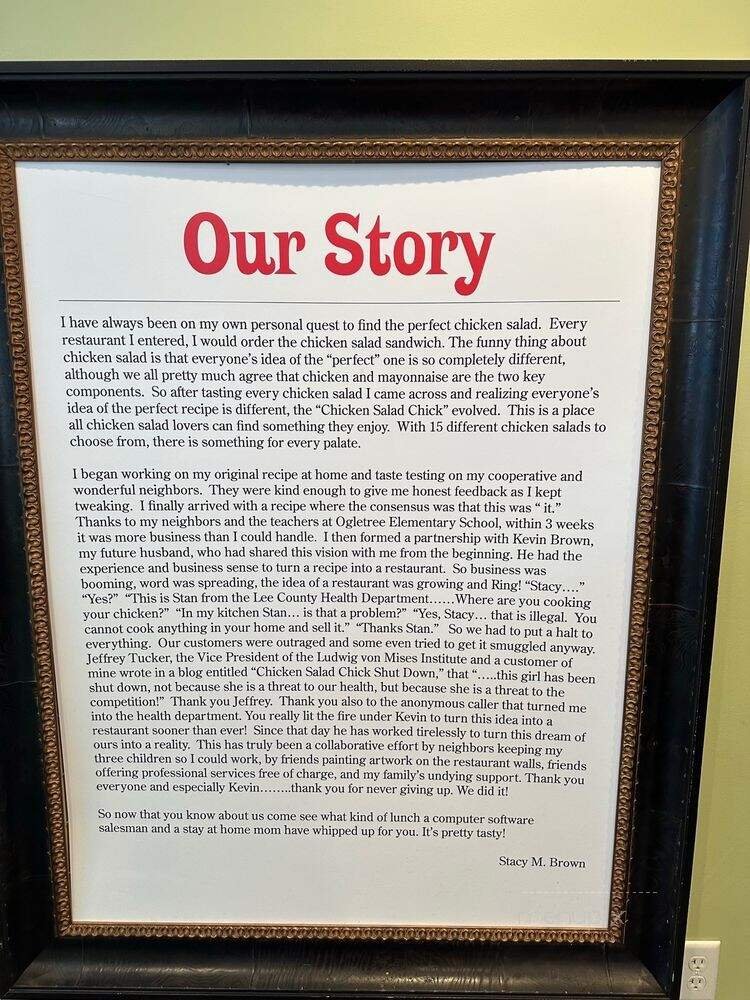 Our Story
I have always been on my own personal quest to find the perfect chicken salad. Every
restaurant I entered, I would order the chicken salad sandwich. The funny thing about
chicken salad is that everyone's idea of the “perfect” one is so completely different,
although we all pretty much agree that chicken and mayonnaise are the two key
components. So after tasting every chicken salad I came across and realizing everyone's
idea of the perfect recipe is different, the “Chicken Salad Chick” evolved. This is a place
all chicken salad lovers can find something they enjoy. With 15 different chicken salads to
choose from, there is something for every palate.
I began working on my original recipe at home and taste testing on my cooperative and
wonderful neighbors. They were kind enough to give me honest feedback as I kept
tweaking. I finally arrived with a recipe where the consensus was that this was “ it.”
Thanks to my neighbors and the teachers at Ogletree Elementary School, within 3 weeks
it was more business than I could handle. I then formed a partnership with Kevin Brown,
my future husband, who had shared this vision with me from the beginning. He had the
experience and business sense to turn a recipe into a restaurant. So business was
booming, word was spreading, the idea of a restaurant was growing and Ring! “Stacy....”
“Yes?” “This is Stan from the Lee County Health Department......Where are you cooking
your chicken?” “In my kitchen Stan... is that a problem?” “Yes, Stacy... that is illegal. You
cannot cook anything in your home and sell it.” “Thanks Stan.” So we had to put a halt to
everything. Our customers were outraged and some even tried to get it smuggled anyway.
Jeffrey Tucker, the Vice President of the Ludwig von Mises Institute and a customer of
mine wrote in a blog entitled “Chicken Salad Chick Shut Down,” that “.....this girl has been
shut down, not because she is a threat to our health, but because she is a threat to the
competition!” Thank you Jeffrey. Thank you also to the anonymous caller that turned me
into the health department. You really lit the fire under Kevin to turn this idea into a
restaurant sooner than ever! Since that day he has worked tirelessly to turn this dream of
ours into a reality. This has truly been a collaborative effort by neighbors keeping my
three children so I could work, by friends painting artwork on the restaurant walls, friends
offering professional services free of charge, and my family's undying support. Thank you
everyone and especially Kevin........thank you for never giving up. We did it!
So now that you know about us come see what kind of lunch a computer software
salesman and a stay at home mom have whipped up for you. It's pretty tasty!
Stacy M. Brown